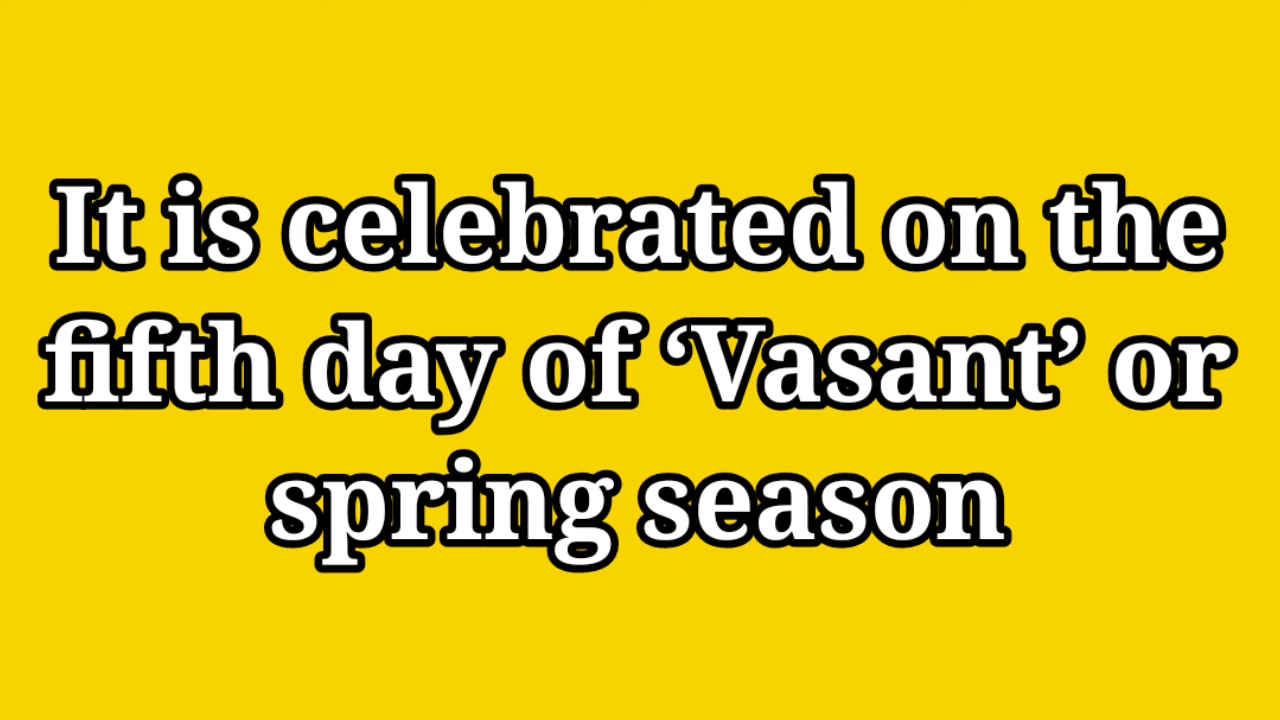 It is celebrated on the
fifth day of ‘Vasant’ or
spring season